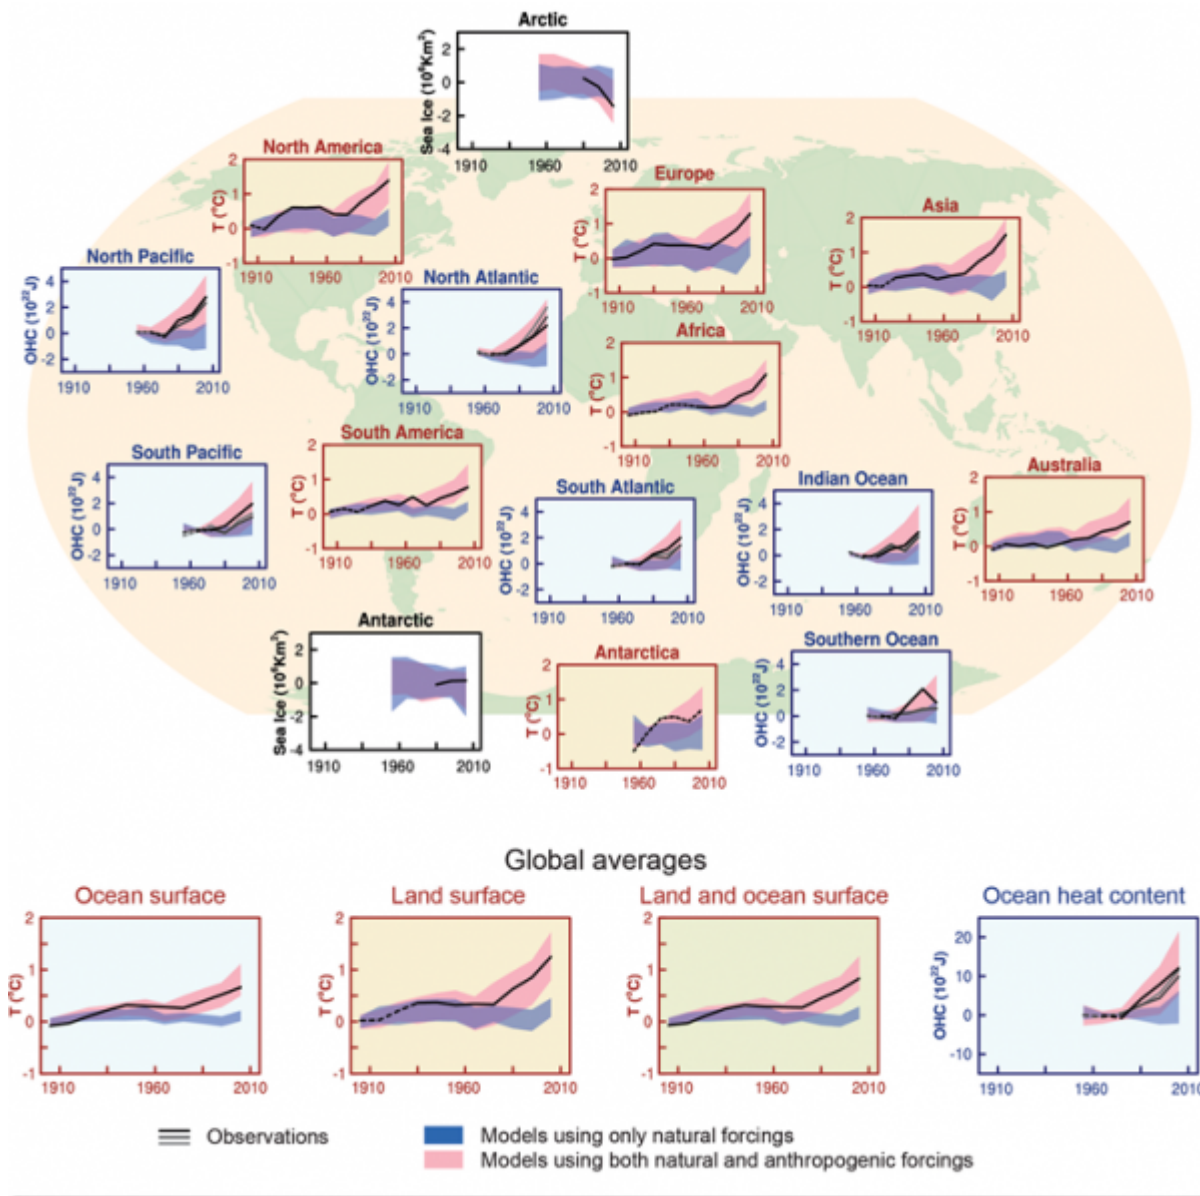 Arctic
Sea Ice (10⁶Km²)
2
0
-2
-4
1910 1960 2010
North America
T (°C)
2
1
0
-1
1910 1960 2010
Europe
T (°C)
2
1
0
-1
1910 1960 2010
Asia
T (°C)
2
1
0
-1
1910 1960 2010
North Pacific
OHC (10²²J)
4
2
0
-2
1910 1960 2010
North Atlantic
OHC (10²²J)
4
2
0
-2
1910 1960 2010
Africa
T (°C)
2
1
0
-1
1910 1960 2010
South Pacific
OHC (10²²J)
4
2
0
-2
1910 1960 2010
South America
T (°C)
2
1
0
-1
1910 1960 2010
South Atlantic
OHC (10²²J)
4
2
0
-2
1910 1960 2010
Indian Ocean
OHC (10²²J)
4
2
0
-2
1910 1960 2010
Australia
T (°C)
2
1
0
-1
1910 1960 2010
Antarctic
Sea Ice (10⁶Km²)
2
0
-2
-4
1910 1960 2010
Antarctica
T (°C)
2
1
0
-1
1910 1960 2010
Southern Ocean
OHC (10²²J)
4
2
0
-2
1910 1960 2010
Global averages
Ocean surface
T (°C)
2
1
0
-1
1910 1960 2010
Land surface
T (°C)
2
1
0
-1
1910 1960 2010
Land and ocean surface
T (°C)
2
1
0
-1
1910 1960 2010
Ocean heat content
OHC (10²²J)
20
10
0
-10
1910 1960 2010
Observations
Models using only natural forcings
Models using both natural and anthropogenic forcings